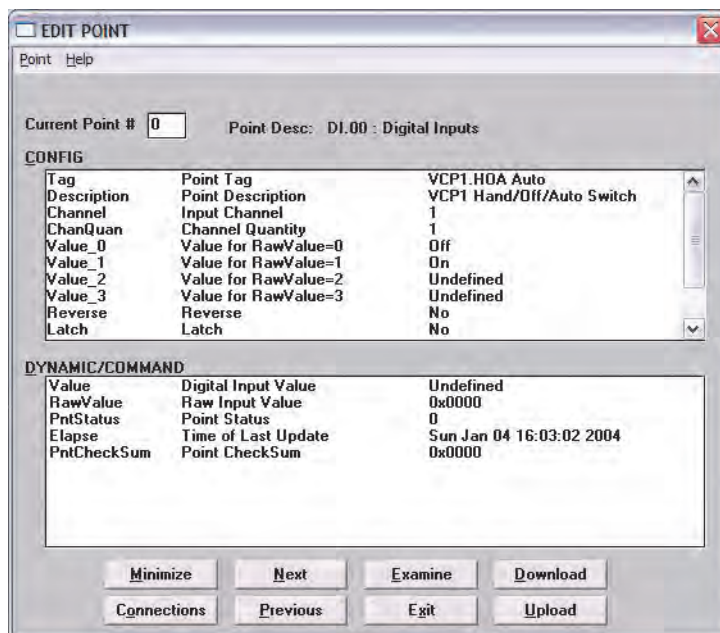 EDIT POINT
Point Help
Current Point # 0 Point Desc: DI.00 : Digital Inputs
CONFIG
Tag Point Tag VCP1.HOA Auto
Description Point Description VCP1 Hand/Off/Auto Switch
Channel Input Channel 1
ChanQuan Channel Quantity 1
Value_0 Value for RawValue=0 Off
Value_1 Value for RawValue=1 On
Value_2 Value for RawValue=2 Undefined
Value_3 Value for RawValue=3 Undefined
Reverse Reverse No
Latch Latch No
DYNAMIC/COMMAND
Value Digital Input Value Undefined
RawValue Raw Input Value 0x0000
PntStatus Point Status 0
Elapse Time of Last Update Sun Jan 04 16:03:02 2004
PntCheckSum Point CheckSum 0x0000
Minimize Next Examine Download
Connections Previous Exit Upload